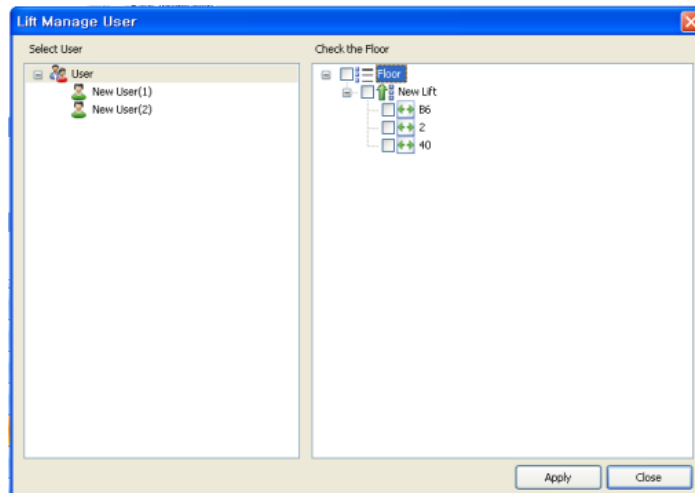 Lift Manage User
Select User
User
New User(1)
New User(2)
Check the Floor
Floor
New Lift
B6
2
40
Apply
Close